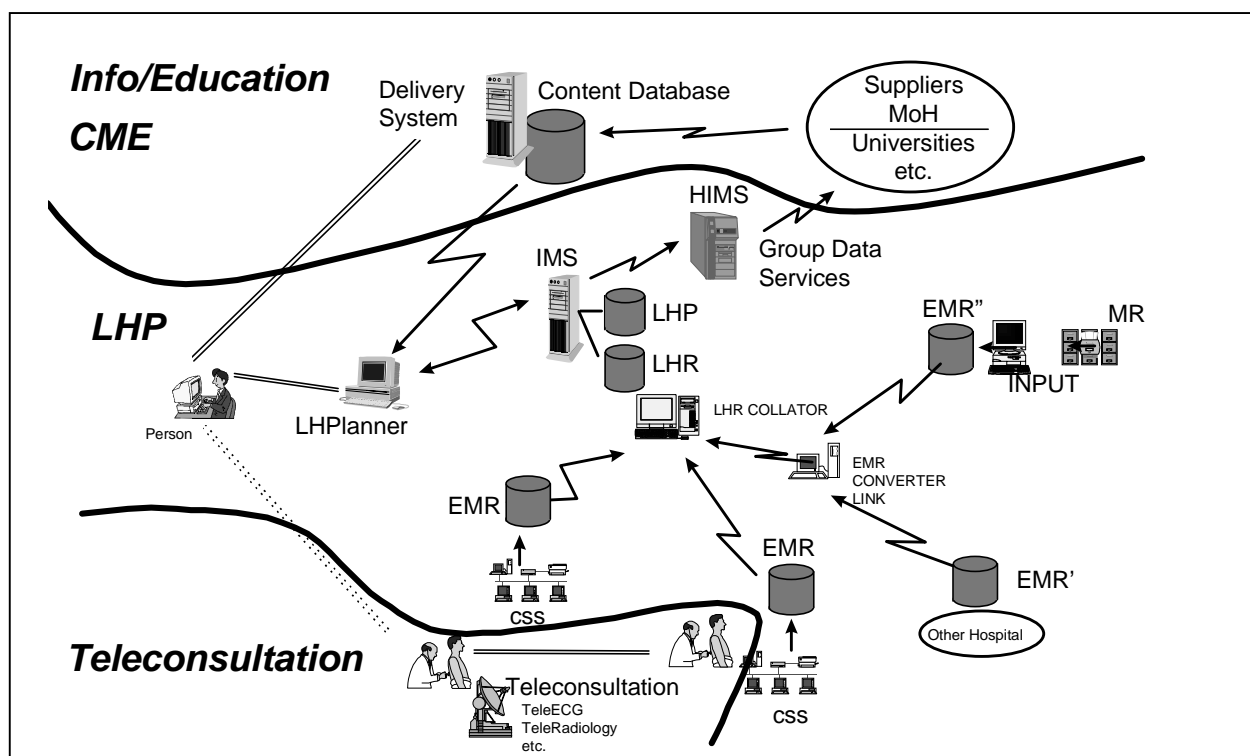 Info/Education
CME
Delivery
System
Content Database
Suppliers
MoH
Universities
etc.
HIMS
Group Data
Services
IMS
LHP
LHP
LHR
EMR”
MR
INPUT
Person
LHPlanner
LHR COLLATOR
EMR
CONVERTER
LINK
EMR
CSS
EMR
CSS
EMR’
Other Hospital
Teleconsultation
Teleconsultation
TeleECG
TeleRadiology
etc.